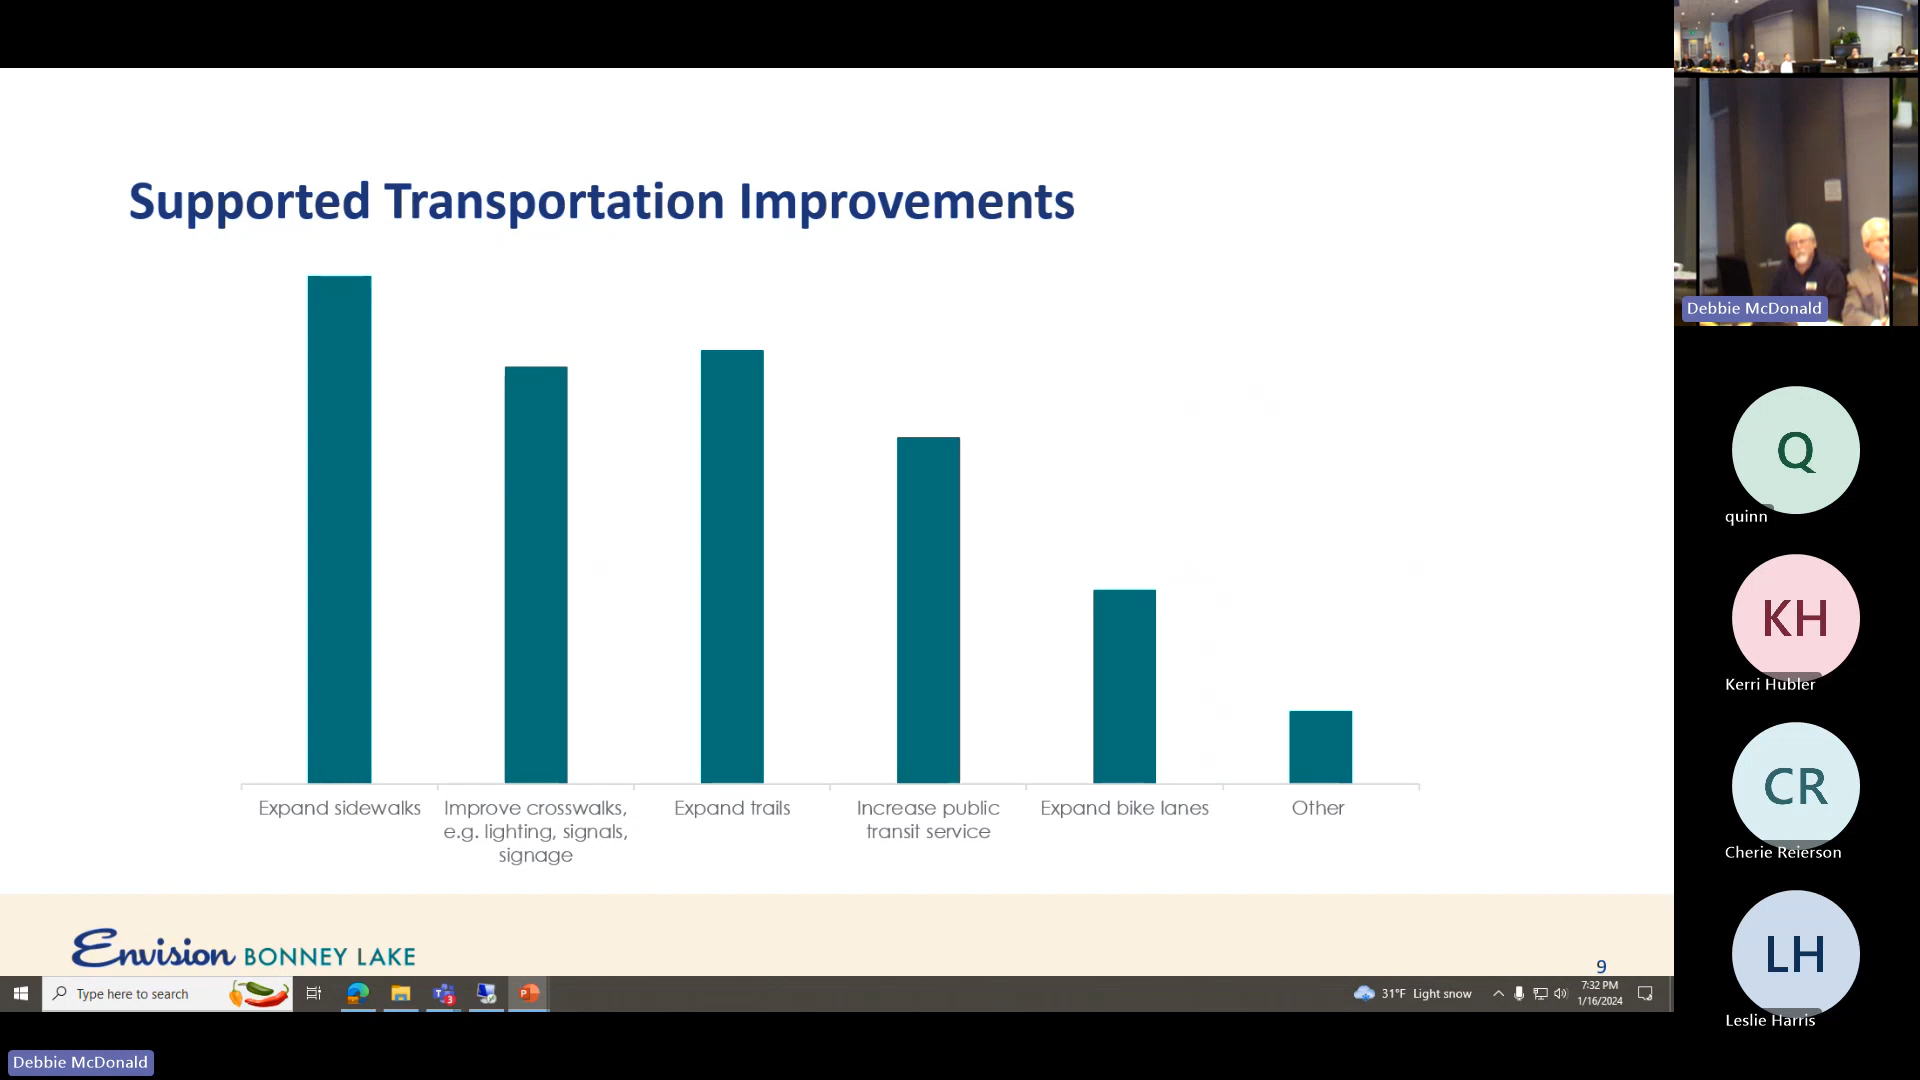 Supported Transportation Improvements
Expand sidewalks
Improve crosswalks,
e.g. lighting, signals,
signage
Expand trails
Increase public
transit service
Expand bike lanes
Other
Envision BONNEY LAKE
9
Type here to search
3
31°F Light snow
7:32 PM
1/16/2024
Debbie McDonald
Debbie McDonald
Q
quinn
KH
Kerri Hubler
CR
Cherie Reierson
LH
Leslie Harris